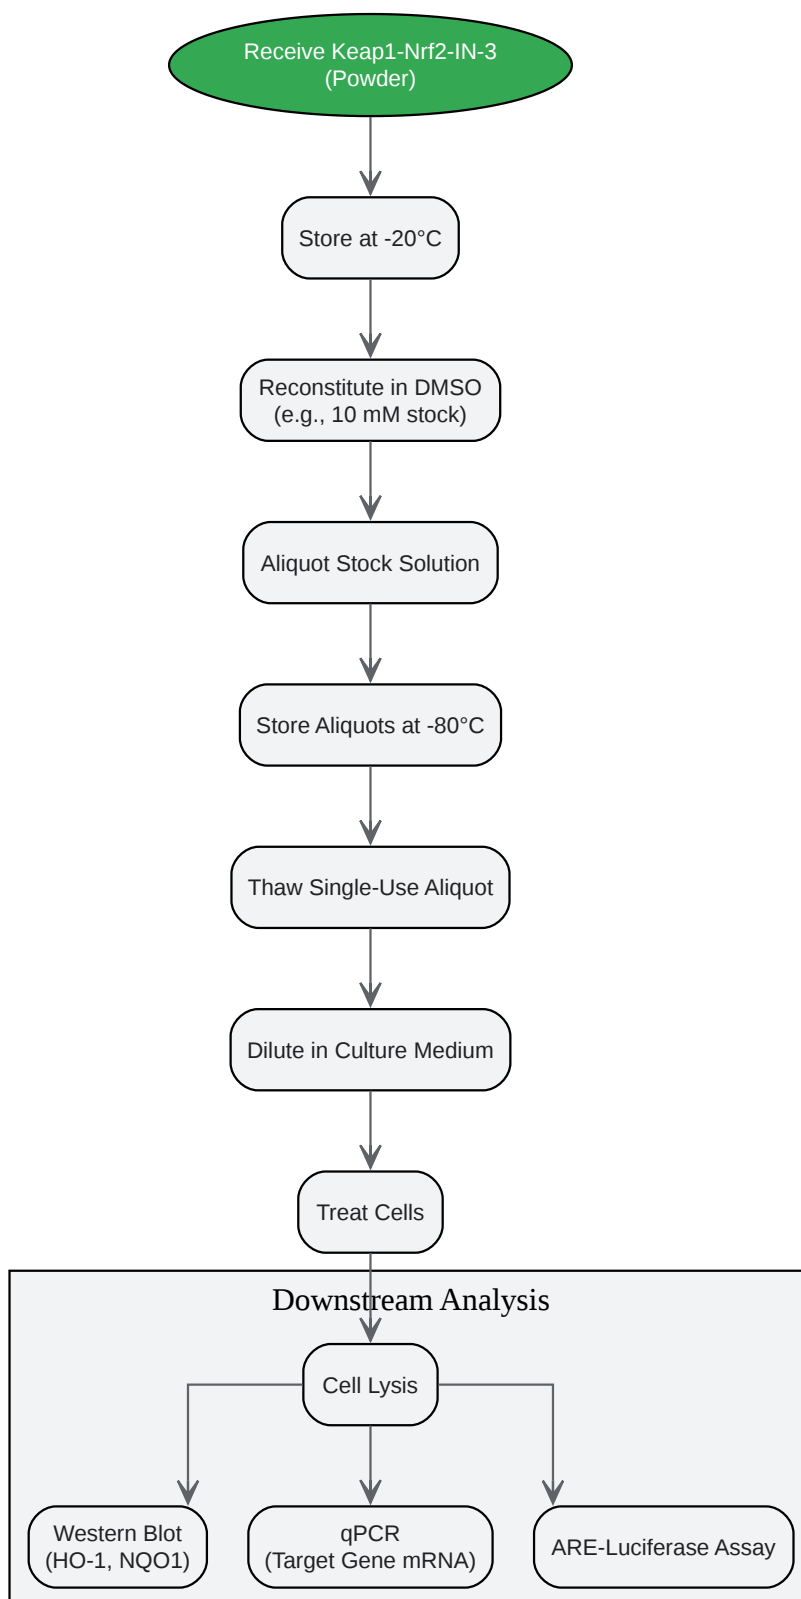 Receive Keap1-Nrf2-IN-3
(Powder)
Store at -20°C
Reconstitute in DMSO
(e.g., 10 mM stock)
Aliquot Stock Solution
Store Aliquots at -80°C
Thaw Single-Use Aliquot
Dilute in Culture Medium
Treat Cells
Downstream Analysis
Cell Lysis
Western Blot
(HO-1, NQO1)
qPCR
(Target Gene mRNA)
ARE-Luciferase Assay